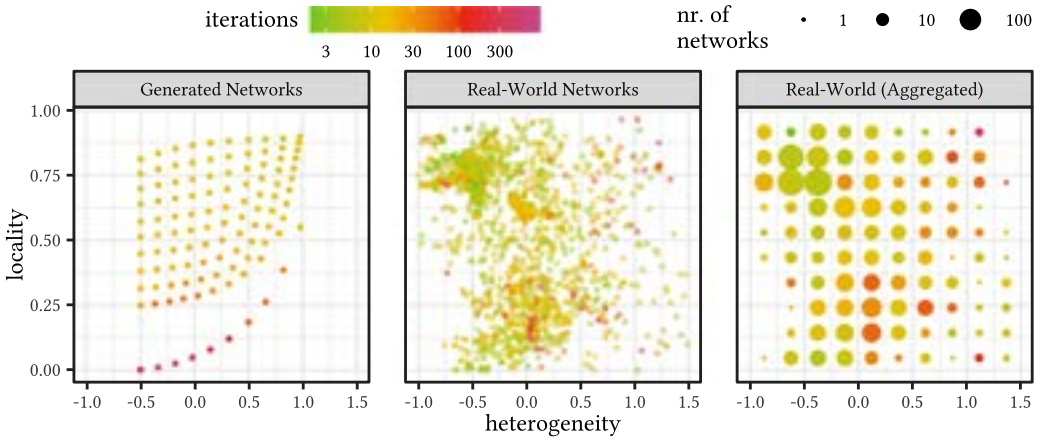 iterations
3 10 30 100 300
nr. of
networks
1 10 100
Generated Networks
Real-World Networks
Real-World (Aggregated)
locality
1.00
0.75
0.50
0.25
0.00
-1.0 -0.5 0.0 0.5 1.0 1.5
-1.0 -0.5 0.0 0.5 1.0 1.5
-1.0 -0.5 0.0 0.5 1.0 1.5
heterogeneity